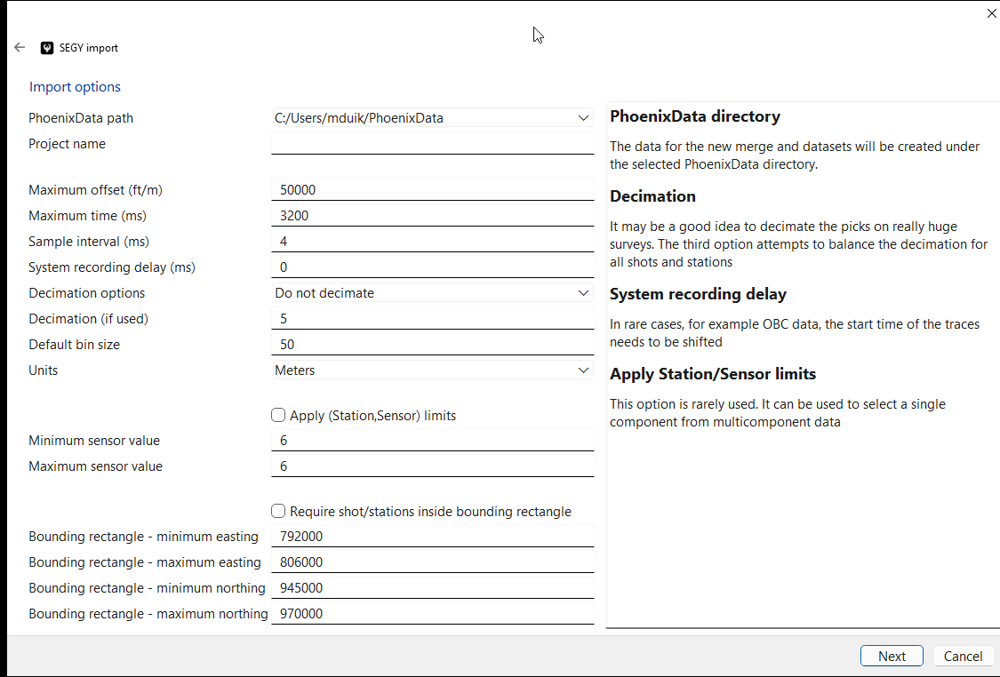 SEGY import
Import options
PhoenixData path C:/Users/mduik/PhoenixData
Project name
Maximum offset (ft/m) 50000
Maximum time (ms) 3200
Sample interval (ms) 4
System recording delay (ms) 0
Decimation options Do not decimate
Decimation (if used) 5
Default bin size 50
Units Meters
Apply (Station,Sensor) limits
Minimum sensor value 6
Maximum sensor value 6
Require shot/stations inside bounding rectangle
Bounding rectangle - minimum easting 792000
Bounding rectangle - maximum easting 806000
Bounding rectangle - minimum northing 945000
Bounding rectangle - maximum northing 970000
PhoenixData directory
The data for the new merge and datasets will be created under
the selected PhoenixData directory.
Decimation
It may be a good idea to decimate the picks on really huge
surveys. The third option attempts to balance the decimation for
all shots and stations
System recording delay
In rare cases, for example OBC data, the start time of the traces
needs to be shifted
Apply Station/Sensor limits
This option is rarely used. It can be used to select a single
component from multicomponent data
Next Cancel